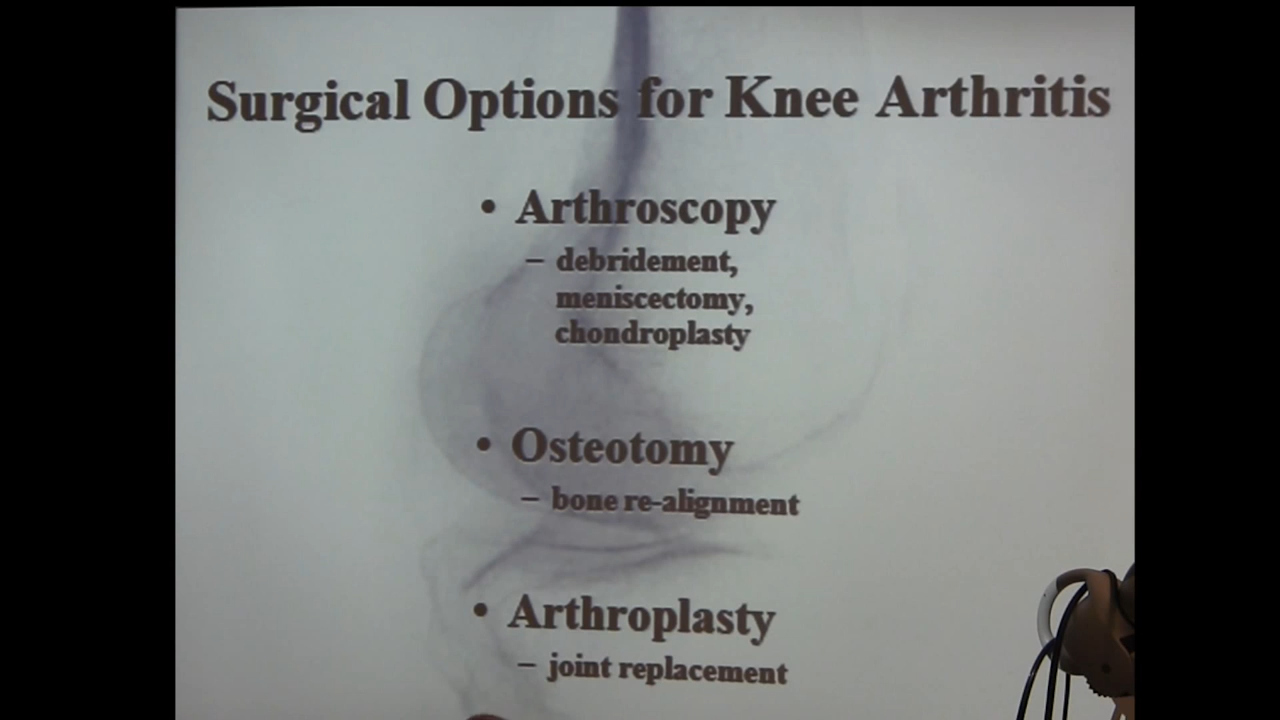 Surgical Options for Knee Arthritis
• Arthroscopy
– debridement,
meniscectomy,
chondroplasty
• Osteotomy
– bone re-alignment
• Arthroplasty
– joint replacement